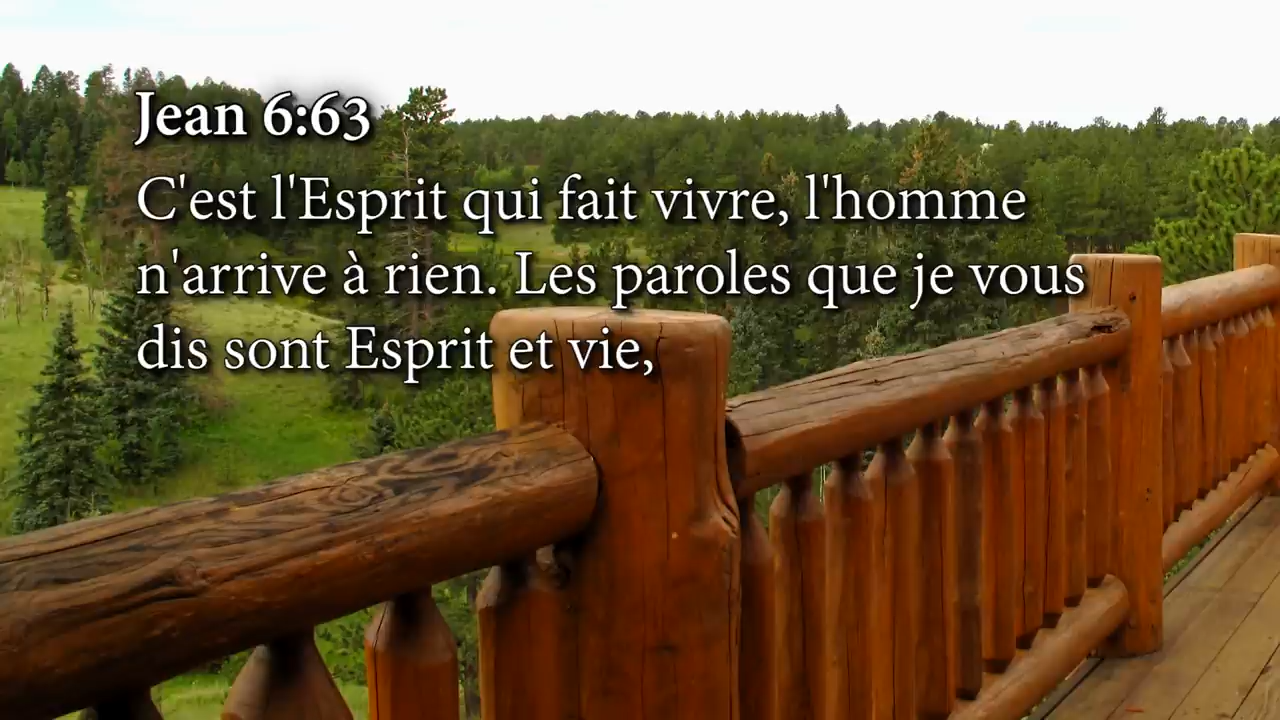 Jean 6:63
C'est l'Esprit qui fait vivre, l'homme
n'arrive à rien. Les paroles que je vous
dis sont Esprit et vie,